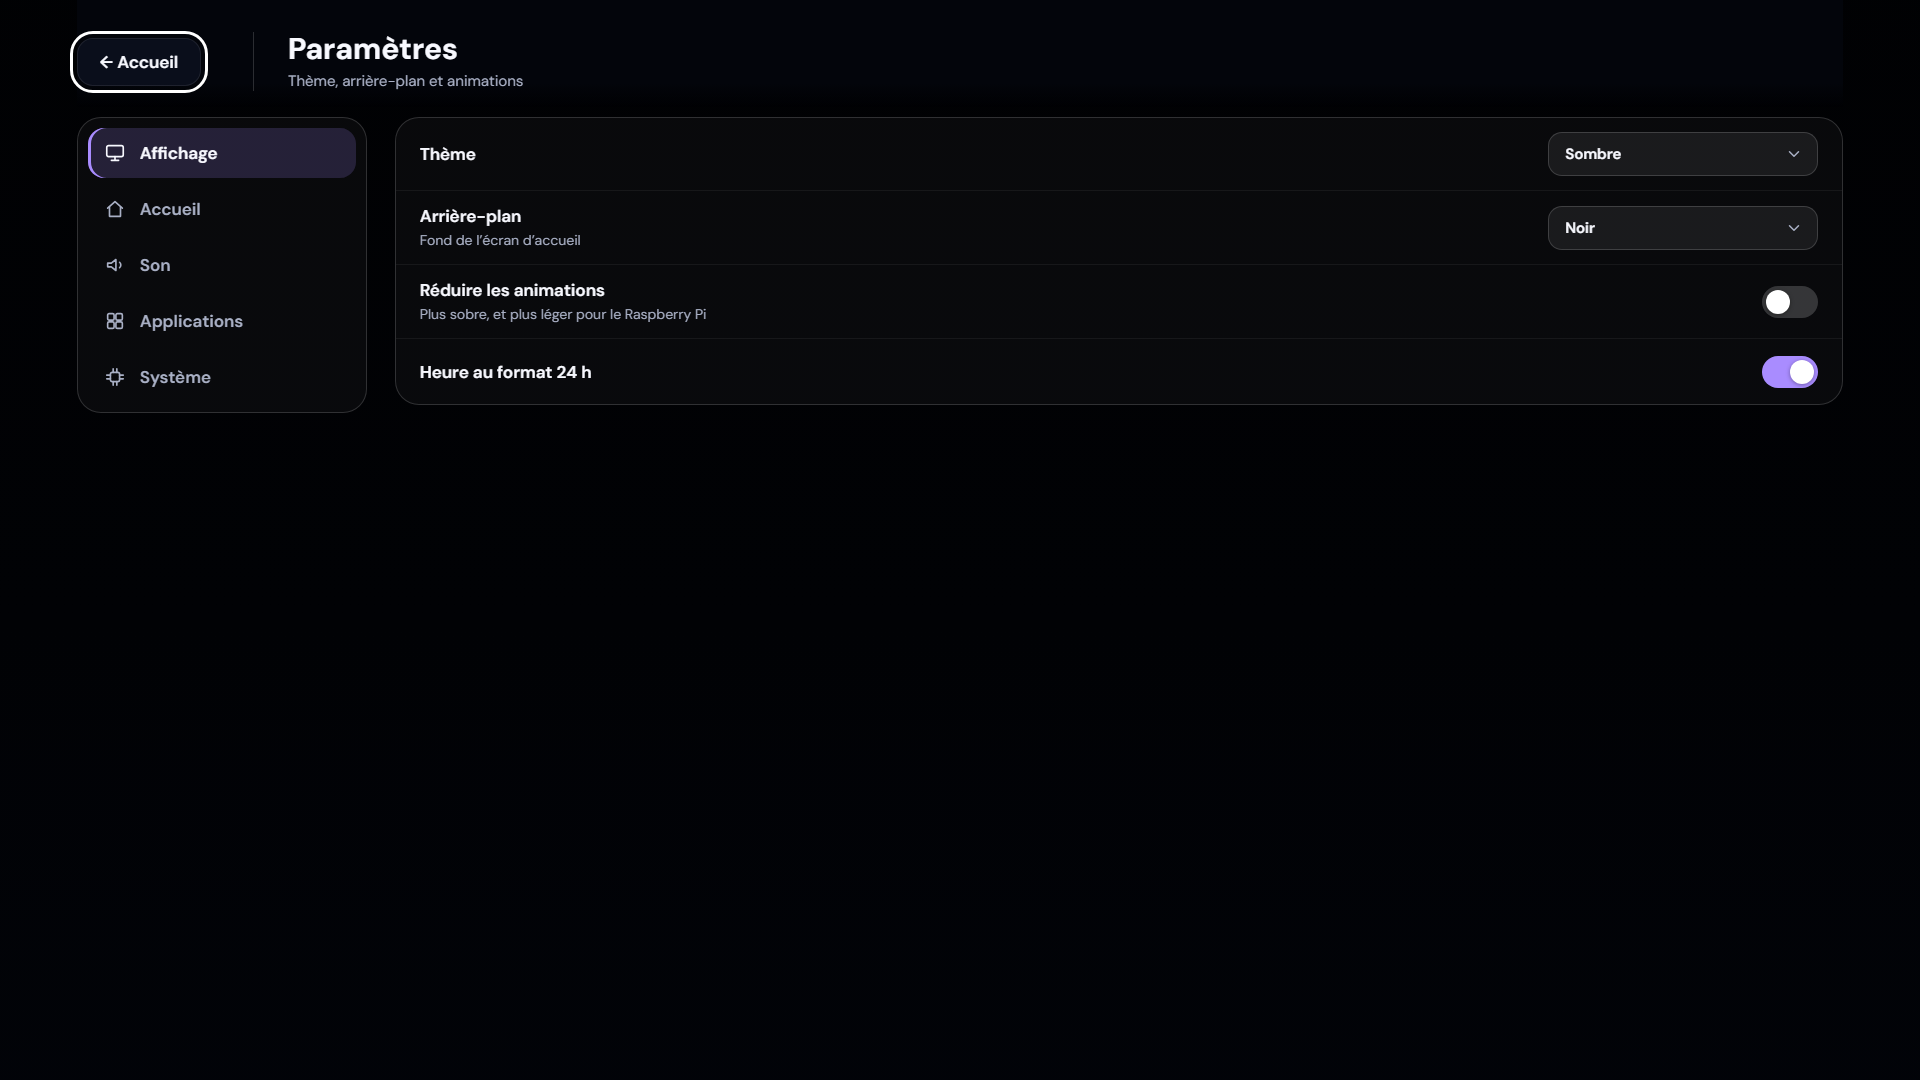 ← Accueil
Paramètres
Thème, arrière-plan et animations
Affichage
Accueil
Son
Applications
Système
Thème
Sombre
Arrière-plan
Fond de l’écran d’accueil
Noir
Réduire les animations
Plus sobre, et plus léger pour le Raspberry Pi
Heure au format 24 h